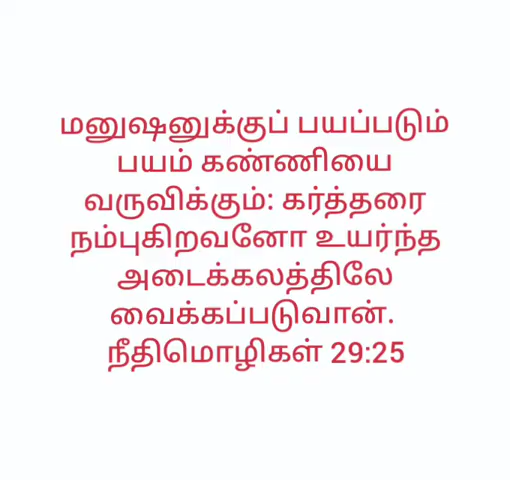 மனுஷனுக்குப் பயப்படும்
பயம் கண்ணியை
வருவிக்கும்: கர்த்தரை
நம்புகிறவனோ உயர்ந்த
அடைக்கலத்திலே
வைக்கப்படுவான்.
நீதிமொழிகள் 29:25